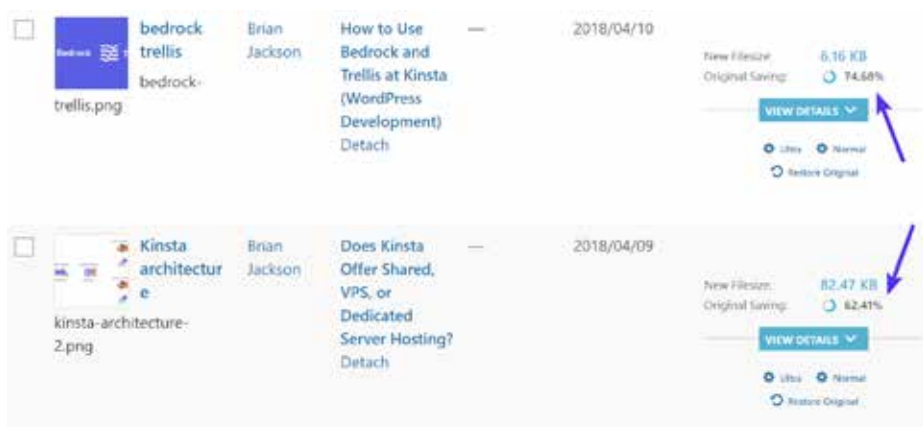 bedrock
trellis
bedrock-
trellis.png
Brian
Jackson
How to Use
Bedrock and
Trellis at Kinsta
(WordPress
Development)
Detach
—
2018/04/10
New Filesize: 6.16 KB
Original Saving: 74.68%
VIEW DETAILS
Ultra Normal
Restore Original
Bedrock
Kinsta
architectur
e
kinsta-architecture-
2.png
Brian
Jackson
Does Kinsta
Offer Shared,
VPS, or
Dedicated
Server Hosting?
Detach
—
2018/04/09
New Filesize: 82.47 KB
Original Saving: 62.41%
VIEW DETAILS
Ultra Normal
Restore Original